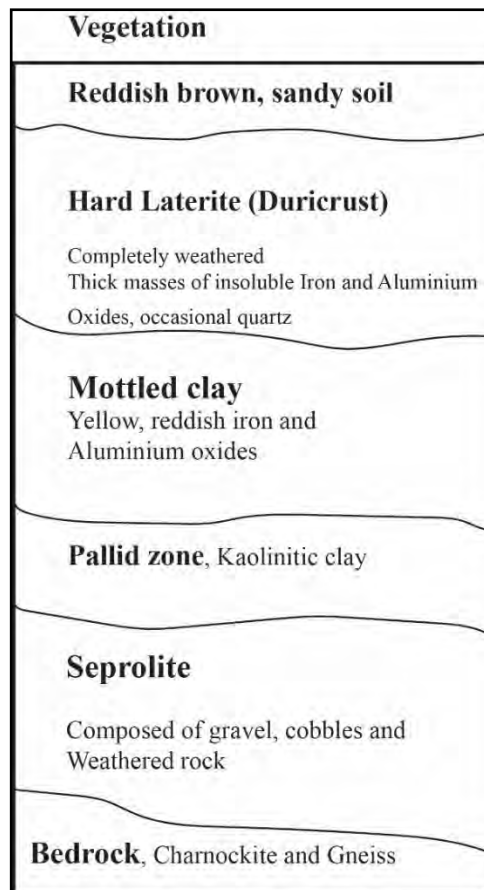 Vegetation
Reddish brown, sandy soil
Hard Laterite (Duricrust)
Completely weathered
Thick masses of insoluble Iron and Aluminium
Oxides, occasional quartz
Mottled clay
Yellow, reddish iron and
Aluminium oxides
Pallid zone, Kaolinitic clay
Seprolite
Composed of gravel, cobbles and
Weathered rock
Bedrock, Charnockite and Gneiss